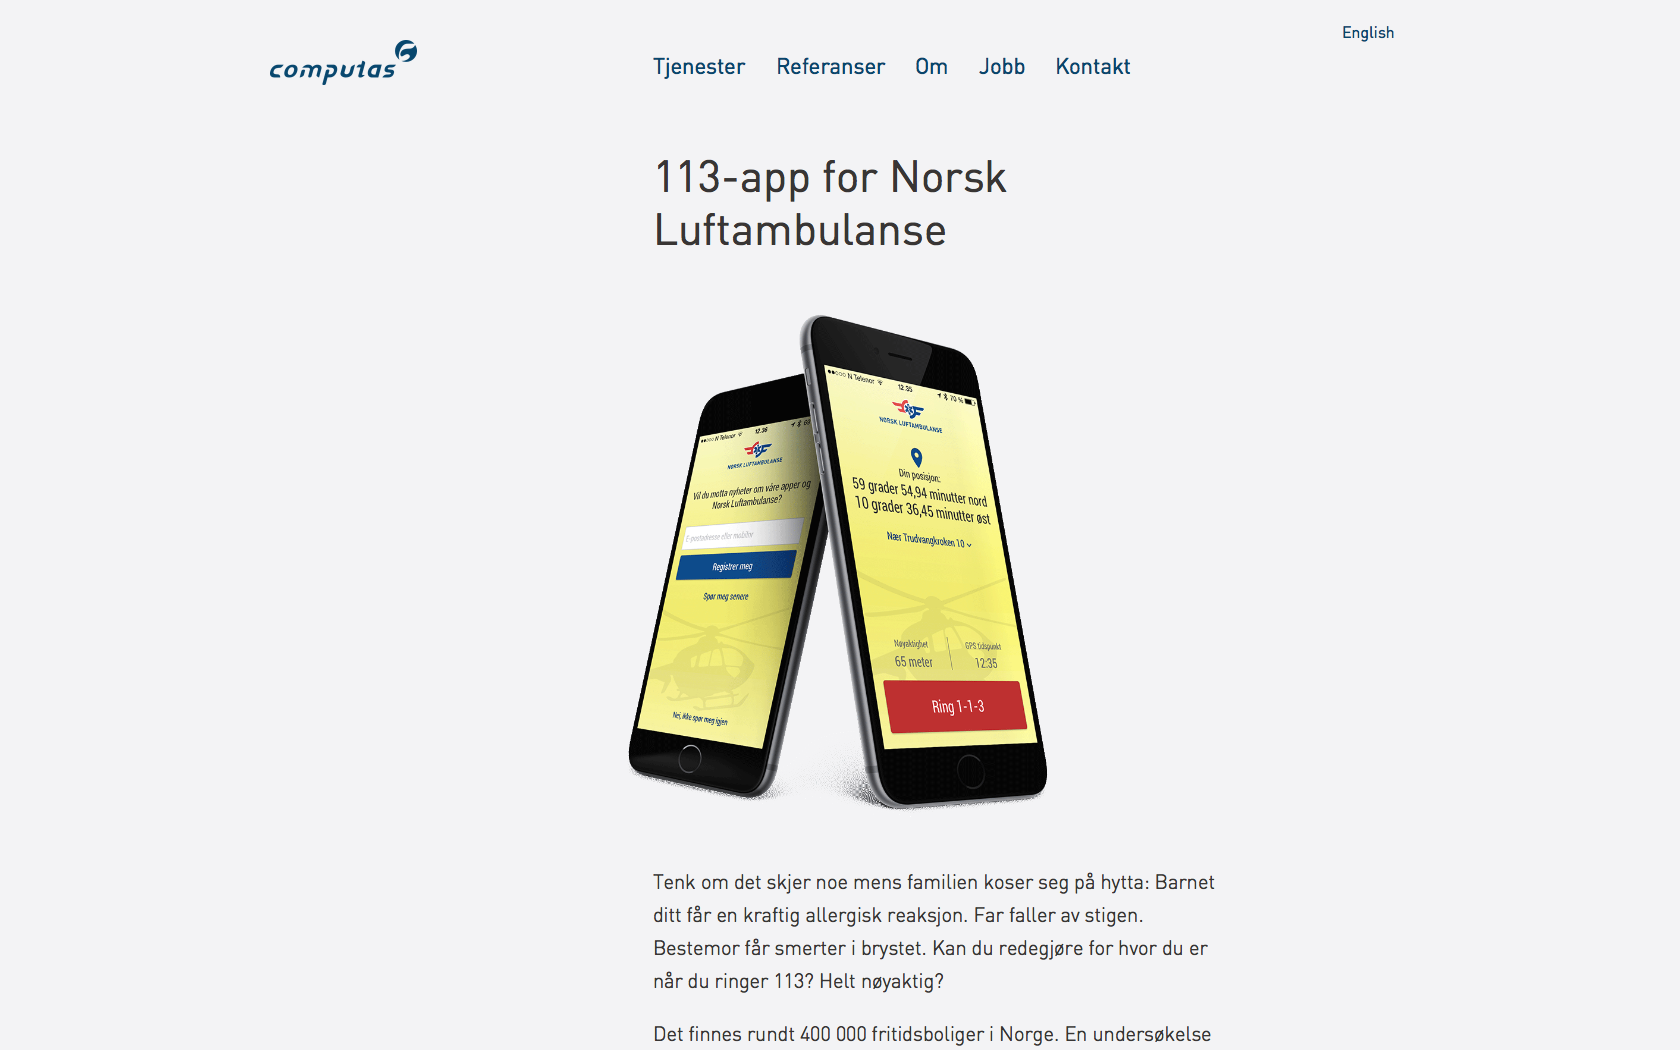 English
computas
Tjenester Referanser Om Jobb Kontakt
113-app for Norsk
Luftambulanse
N Telenor 12.36 69
NORSK LUFTAMBULANSE
Vil du motta nyheter om våre apper og
Norsk Luftambulanse?
E-postadresse eller mobilnr
Registrer meg
Spør meg senere
Nei, ikke spør meg igjen
N Telenor 12.35 70 %
NORSK LUFTAMBULANSE
Din posisjon:
59 grader 54,94 minutter nord
10 grader 36,45 minutter øst
Nær Trudvangkroken 10
Nøyaktighet
65 meter
GPS tidspunkt
12:35
Ring 1-1-3
Tenk om det skjer noe mens familien koser seg på hytta: Barnet
ditt får en kraftig allergisk reaksjon. Far faller av stigen.
Bestemor får smerter i brystet. Kan du redegjøre for hvor du er
når du ringer 113? Helt nøyaktig?
Det finnes rundt 400 000 fritidsboliger i Norge. En undersøkelse